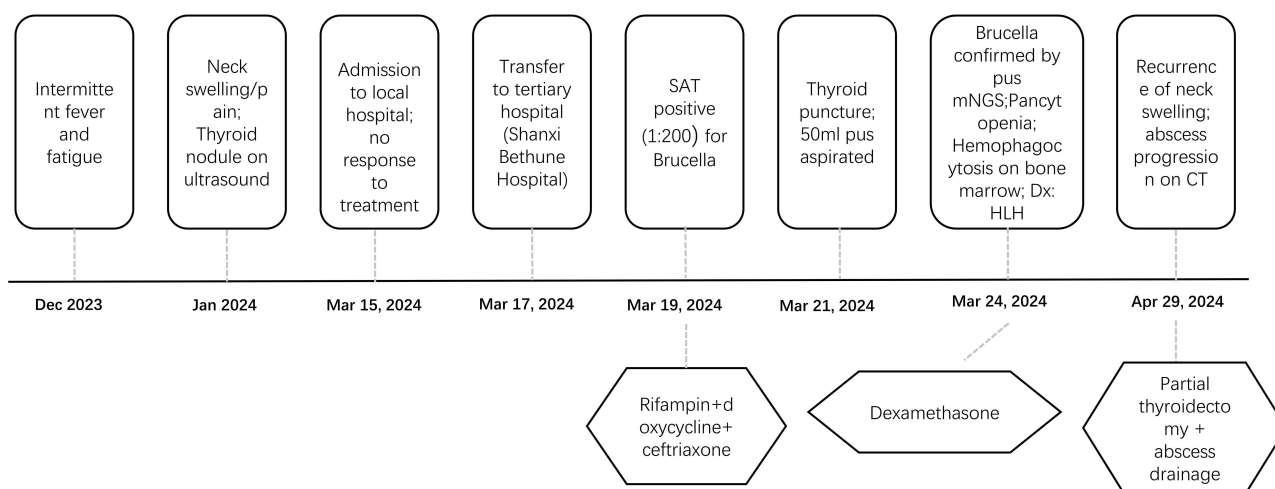 Intermitte
nt fever
and
fatigue
Neck
swelling/p
ain;
Thyroid
nodule on
ultrasound
Admission
to local
hospital;
no
response
to
treatment
Transfer
to tertiary
hospital
(Shanxi
Bethune
Hospital)
SAT
positive
(1:200) for
Brucella
Thyroid
puncture;
50ml pus
aspirated
Brucella
confirmed by
pus
mNGS;Pancyt
openia;
Hemophagoc
ytosis on bone
marrow; Dx:
HLH
Recurrenc
e of neck
swelling;
abscess
progressio
n on CT
Dec 2023
Jan 2024
Mar 15, 2024
Mar 17, 2024
Mar 19, 2024
Mar 21, 2024
Mar 24, 2024
Apr 29, 2024
Rifampin+d
oxycycline+
ceftriaxone
Dexamethasone
Partial
thyroidecto
my +
abscess
drainage